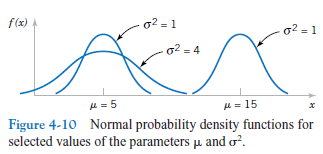 f(x)
σ² = 1
σ² = 1
σ² = 4
μ = 5
μ = 15
x
Figure 4-10 Normal probability density functions for
selected values of the parameters μ and σ².